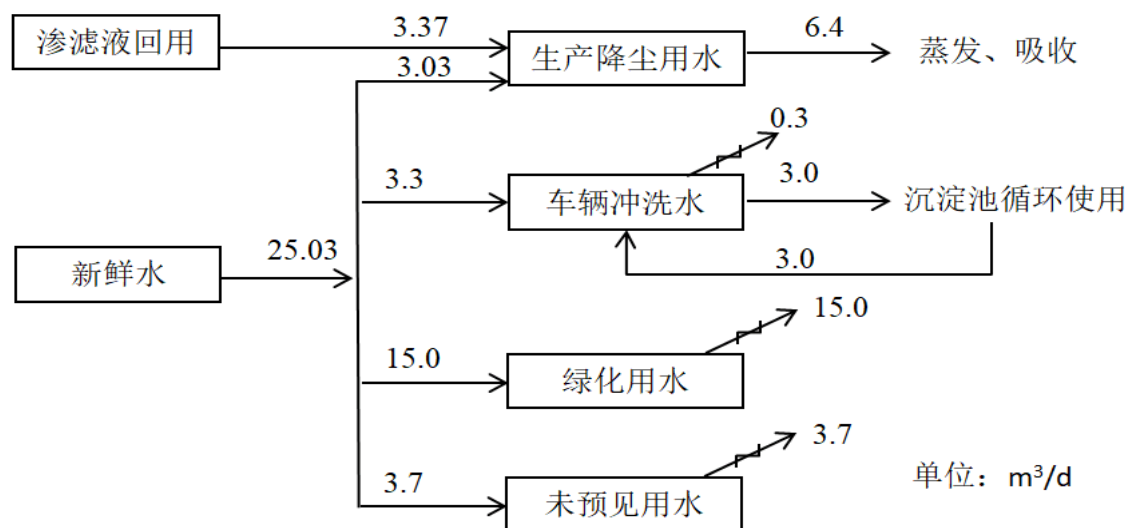 渗滤液回用
3.37
生产降尘用水
6.4
蒸发、吸收
3.03
0.3
3.3
车辆冲洗水
3.0
沉淀池循环使用
3.0
新鲜水
25.03
15.0
15.0
绿化用水
3.7
3.7
未预见用水
单位：m³/d